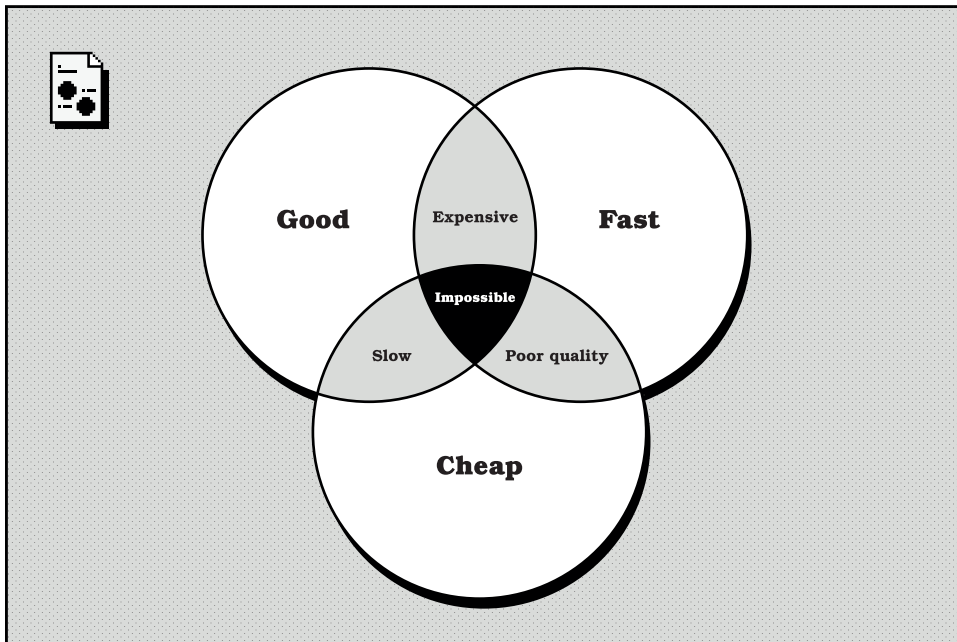 Good
Fast
Expensive
Impossible
Slow
Poor quality
Cheap